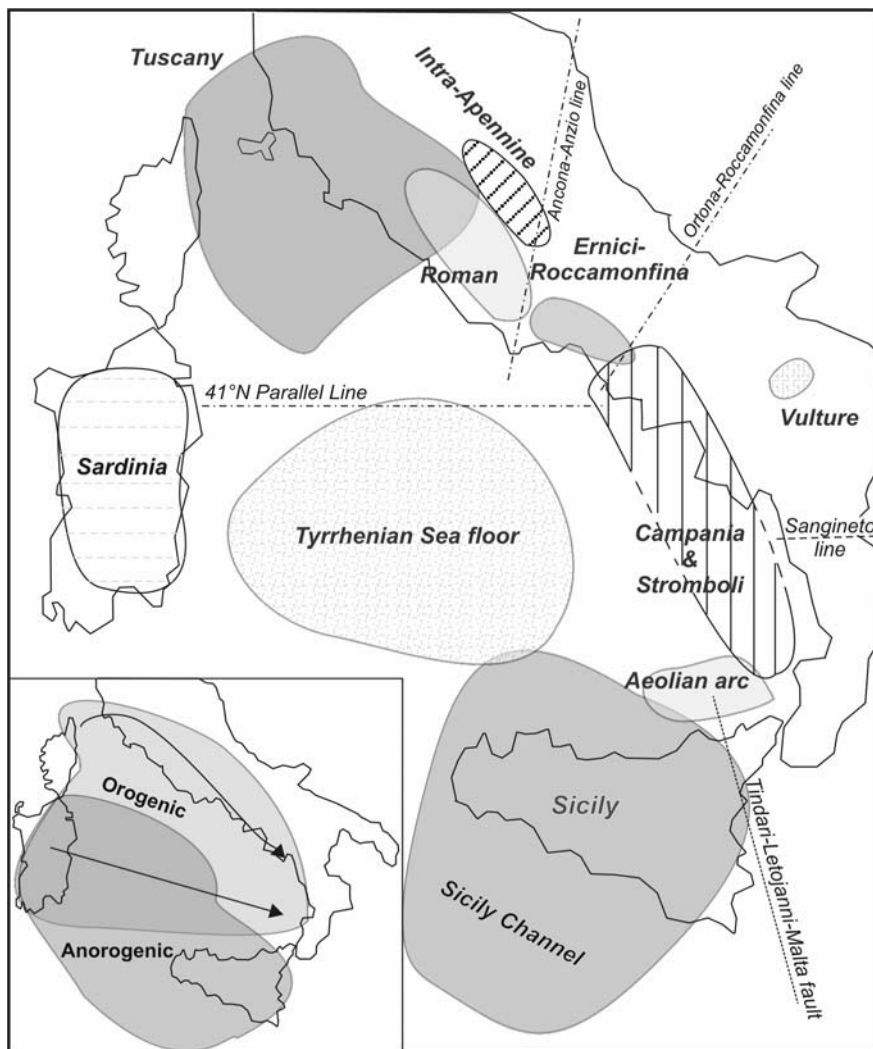 Tuscany
Intra-Apennine
Ancona-Anzio line
Ortona-Roccamonfina line
Ernici-
Roccamonfina
Roman
41°N Parallel Line
Vulture
Sardinia
Tyrrhenian Sea floor
Campania
&
Stromboli
Sangineto
line
Aeolian arc
Sicily
Sicily Channel
Tindari-Letojanni-Malta fault
Orogenic
Anorogenic